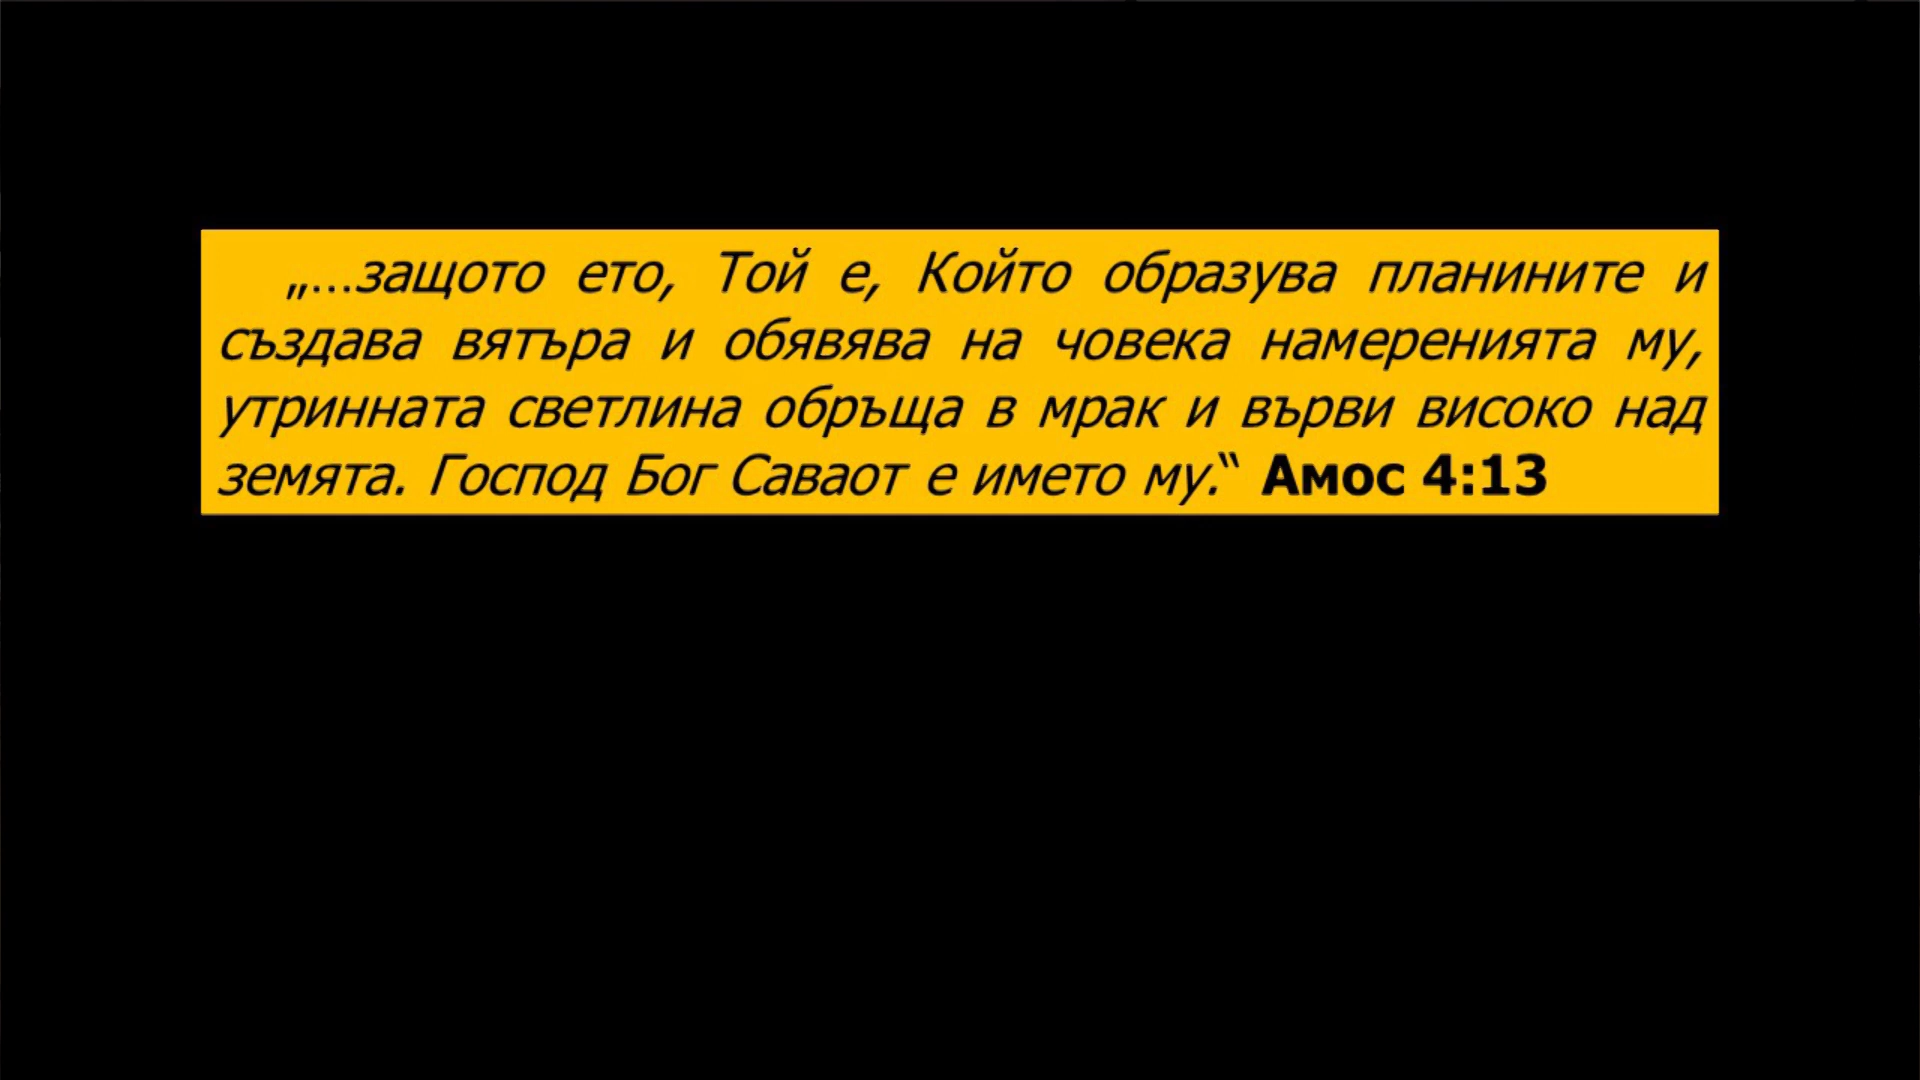 „...защото ето, Той е, Който образува планините и
създава вятъра и обявява на човека намеренията му,
утринната светлина обръща в мрак и върви високо над
земята. Господ Бог Саваот е името му.“ Амос 4:13